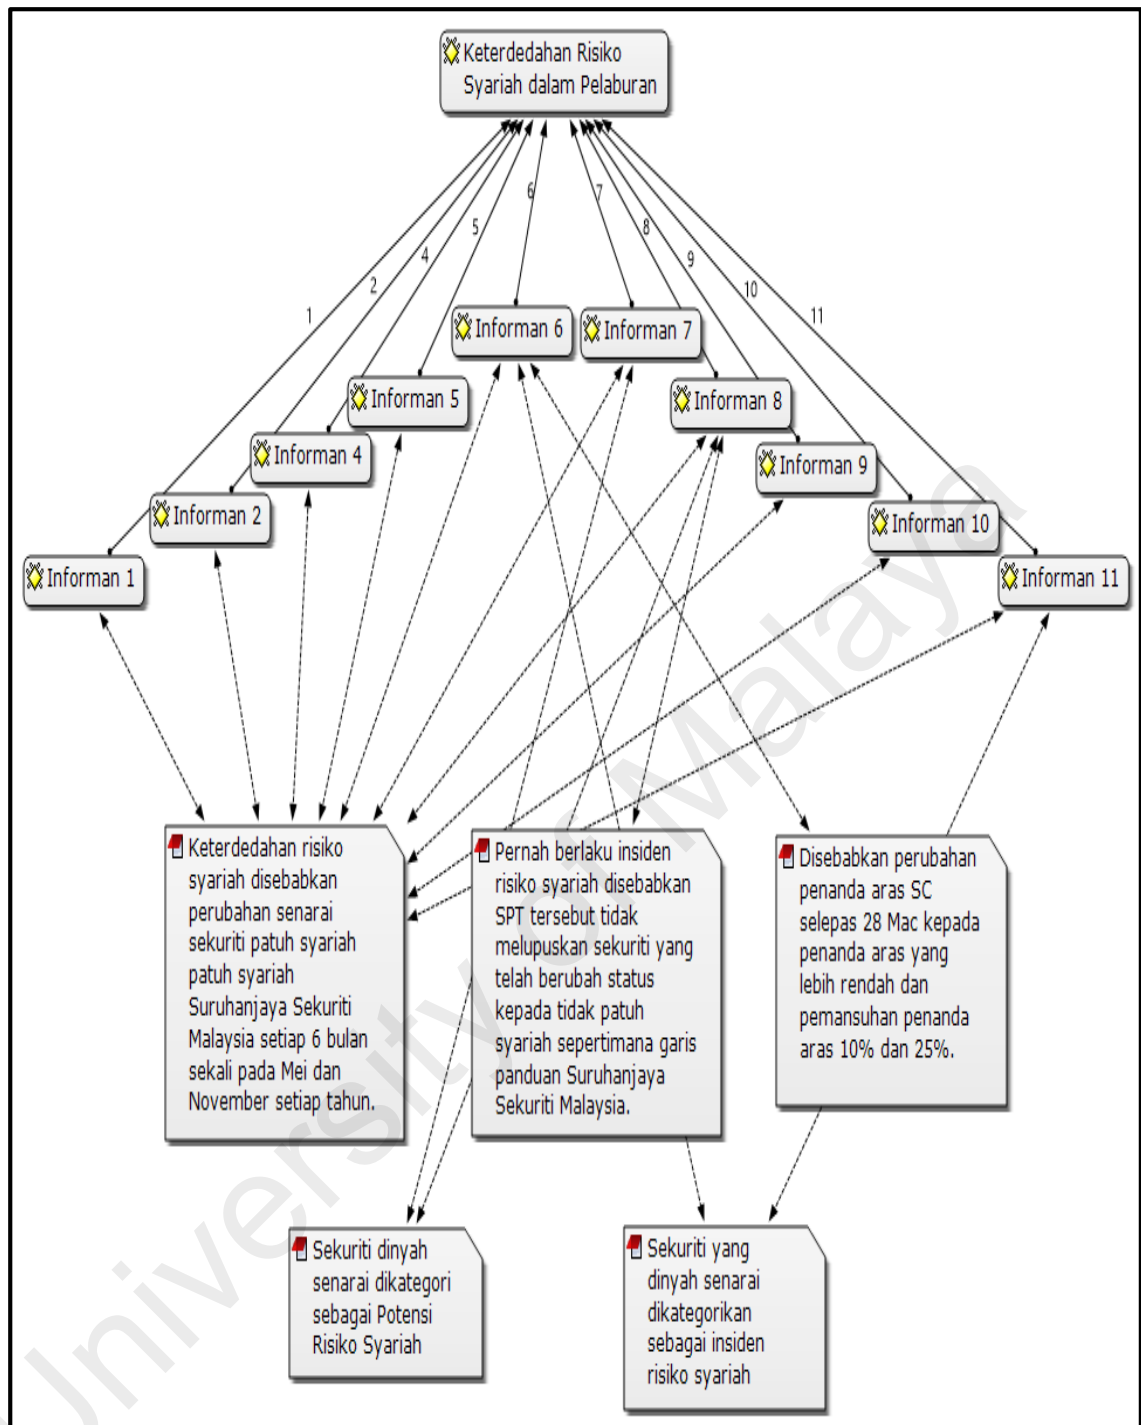 Keterdedahan Risiko
Syariah dalam Pelaburan
1
2
4
5
6
7
8
9
10
11
Informan 6
Informan 7
Informan 5
Informan 8
Informan 4
Informan 9
Informan 2
Informan 10
Informan 1
Informan 11
Keterdedahan risiko
syariah disebabkan
perubahan senarai
sekuriti patuh syariah
patuh syariah
Suruhanjaya Sekuriti
Malaysia setiap 6 bulan
sekali pada Mei dan
November setiap tahun.
Pernah berlaku insiden
risiko syariah disebabkan
SPT tersebut tidak
melupuskan sekuriti yang
telah berubah status
kepada tidak patuh
syariah sepertimana garis
panduan Suruhanjaya
Sekuriti Malaysia.
Disebabkan perubahan
penanda aras SC
selepas 28 Mac kepada
penanda aras yang
lebih rendah dan
pemansuhan penanda
aras 10% dan 25%.
Sekuriti dinyah
senarai dikategori
sebagai Potensi
Risiko Syariah
Sekuriti yang
dinyah senarai
dikategorikan
sebagai insiden
risiko syariah
University of Malaya